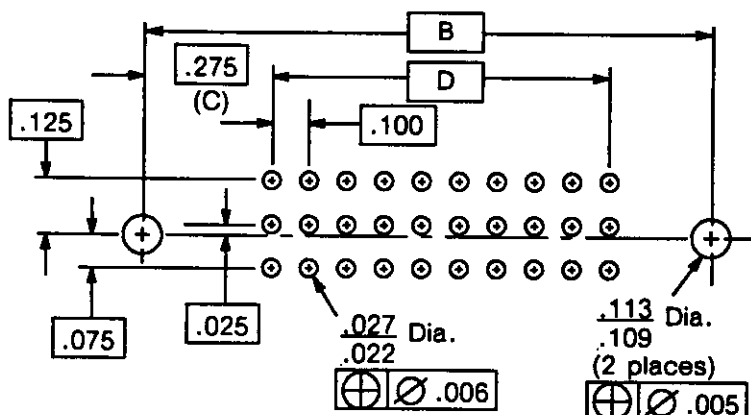 B
.275
(C)
D
.125
.100
.075
.025
.027
.022
Dia.
⌖ ⌀ .006
.113
.109
Dia.
(2 places)
⌖ ⌀ .005